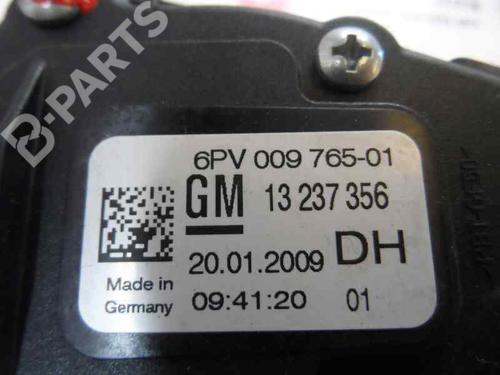 B-PARTS
6PV 009 765-01
GM 13 237 356
20.01.2009 DH
Made in
Germany
09:41:20 01